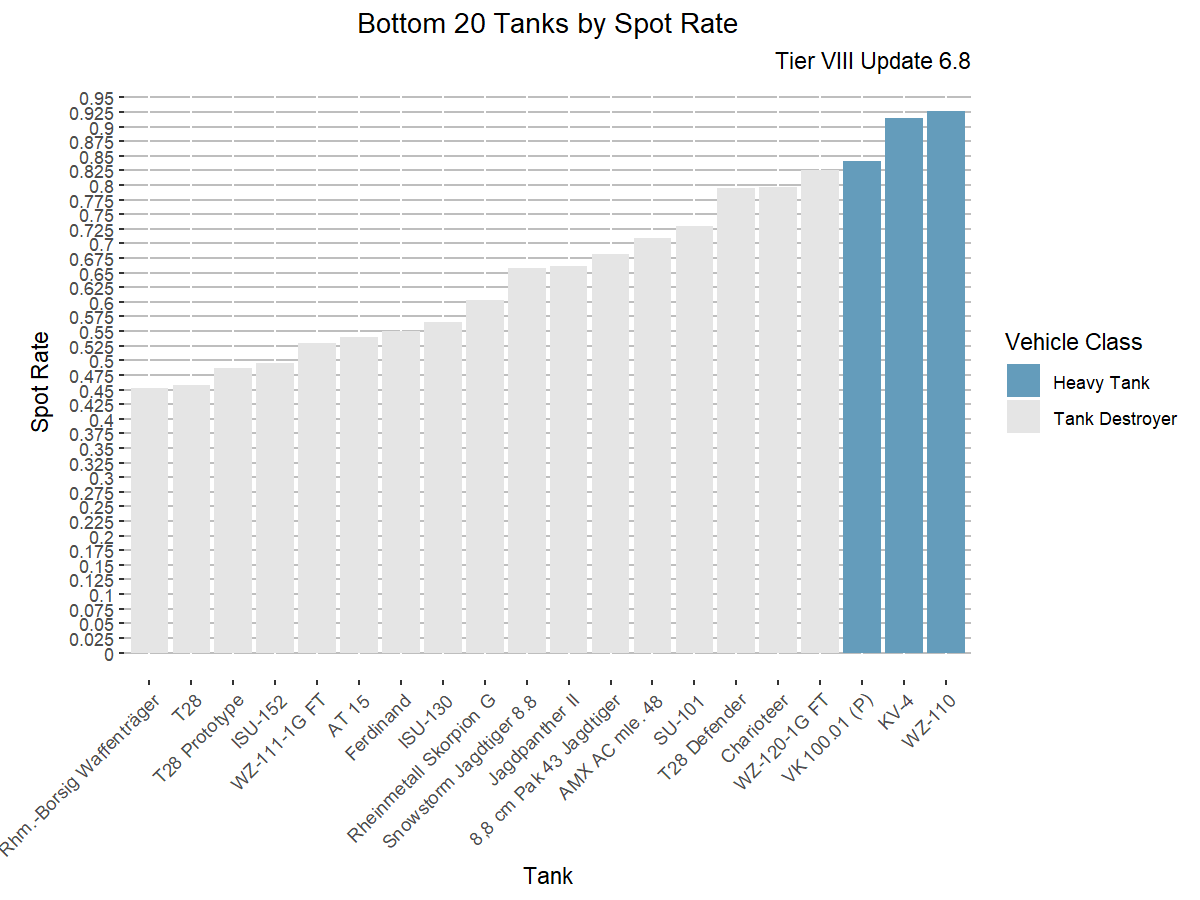 Bottom 20 Tanks by Spot Rate
Tier VIII Update 6.8
0.95
0.925
0.9
0.875
0.85
0.825
0.8
0.775
0.75
0.725
0.7
0.675
0.65
0.625
0.6
0.575
0.55
0.525
0.5
0.475
0.45
0.425
0.4
0.375
0.35
0.325
0.3
0.275
0.25
0.225
0.2
0.175
0.15
0.125
0.1
0.075
0.05
0.025
0
Spot Rate
Rhm.-Borsig Waffenträger
T28
T28 Prototype
ISU-152
WZ-111-1G FT
AT 15
Ferdinand
ISU-130
Rheinmetall Skorpion G
Snowstorm Jagdtiger 8.8
Jagdpanther II
8,8 cm Pak 43 Jagdtiger
AMX AC mle. 48
SU-101
T28 Defender
Charioteer
WZ-120-1G FT
VK 100.01 (P)
KV-4
WZ-110
Tank
Vehicle Class
Heavy Tank
Tank Destroyer